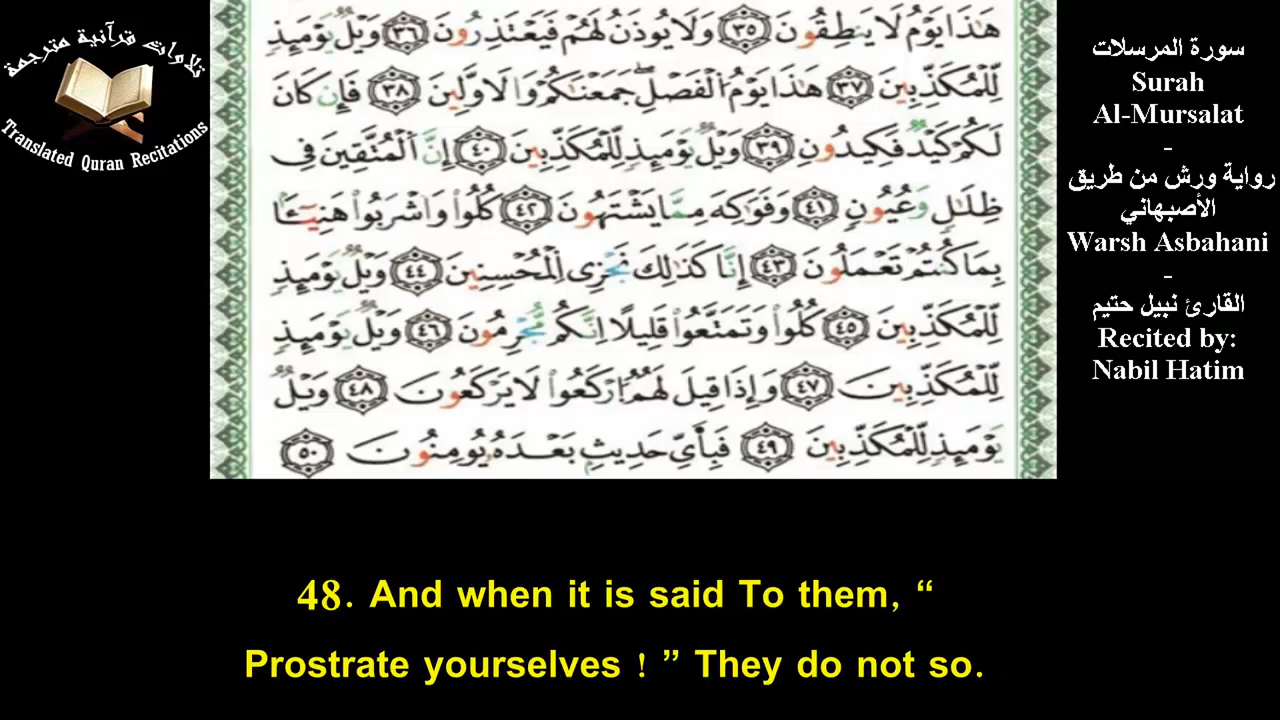 تلاوات قرآنية مترجمة
Translated Quran Recitations
هَٰذَا يَوْمُ لَا يَنطِقُونَ ٣٥ وَلَا يُوذَنُ لَهُمْ فَيَعْتَذِرُونَ ٣٦ وَيْلٌ يَوْمَئِذٍ
لِّلْمُكَذِّبِينَ ٣٧ هَٰذَا يَوْمُ اُ۬لْفَصْلِ جَمَعْنَٰكُمْ وَالَاوَّلِينَ ٣٨ فَإِن كَانَ
لَكُمْ كَيْدٌ فَكِيدُونِ ٣٩ وَيْلٌ يَوْمَئِذٍ لِّلْمُكَذِّبِينَ ٤٠ إِنَّ اَ۬لْمُتَّقِينَ فِى
ظِلَٰلٍ وَعُيُونٍ ٤١ وَفَوَٰكِهَ مِمَّا يَشْتَهُونَ ٤٢ كُلُوا۟ وَاشْرَبُوا۟ هَنِيٓـًٔا
بِمَا كُنتُمْ تَعْمَلُونَ ٤٣ إِنَّا كَذَٰلِكَ نَجْزِى اِ۬لْمُحْسِنِينَ ٤٤ وَيْلٌ يَوْمَئِذٍ
لِّلْمُكَذِّبِينَ ٤٥ كُلُوا۟ وَتَمَتَّعُوا۟ قَلِيلًا اِنَّكُم مُّجْرِمُونَ ٤٦ وَيْلٌ يَوْمَئِذٍ
لِّلْمُكَذِّبِينَ ٤٧ وَإِذَا قِيلَ لَهُمُ اُ۪رْكَعُوا۟ لَا يَرْكَعُونَ ٤٨ وَيْلٌ
يَوْمَئِذٍ لِّلْمُكَذِّبِينَ ٤٩ فَبِأَىِّ حَدِيثٍ بَعْدَهُۥ يُومِنُونَ ٥٠
سورة المرسلات
Surah
Al-Mursalat
-
رواية ورش من طريق
الأصبهاني
Warsh Asbahani
-
القارئ نبيل حتيم
Recited by:
Nabil Hatim
48. And when it is said To them, “
Prostrate yourselves ! ” They do not so.